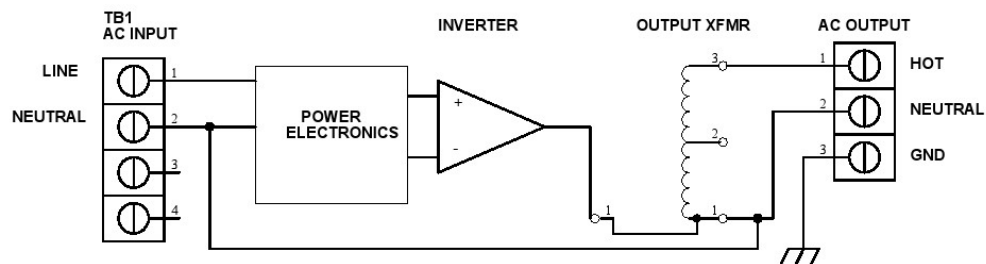 TB1
AC INPUT
INVERTER
OUTPUT XFMR
AC OUTPUT
LINE
1
NEUTRAL
2
3
4
POWER
ELECTRONICS
+
-
1
3
2
1
1
HOT
2
NEUTRAL
3
GND